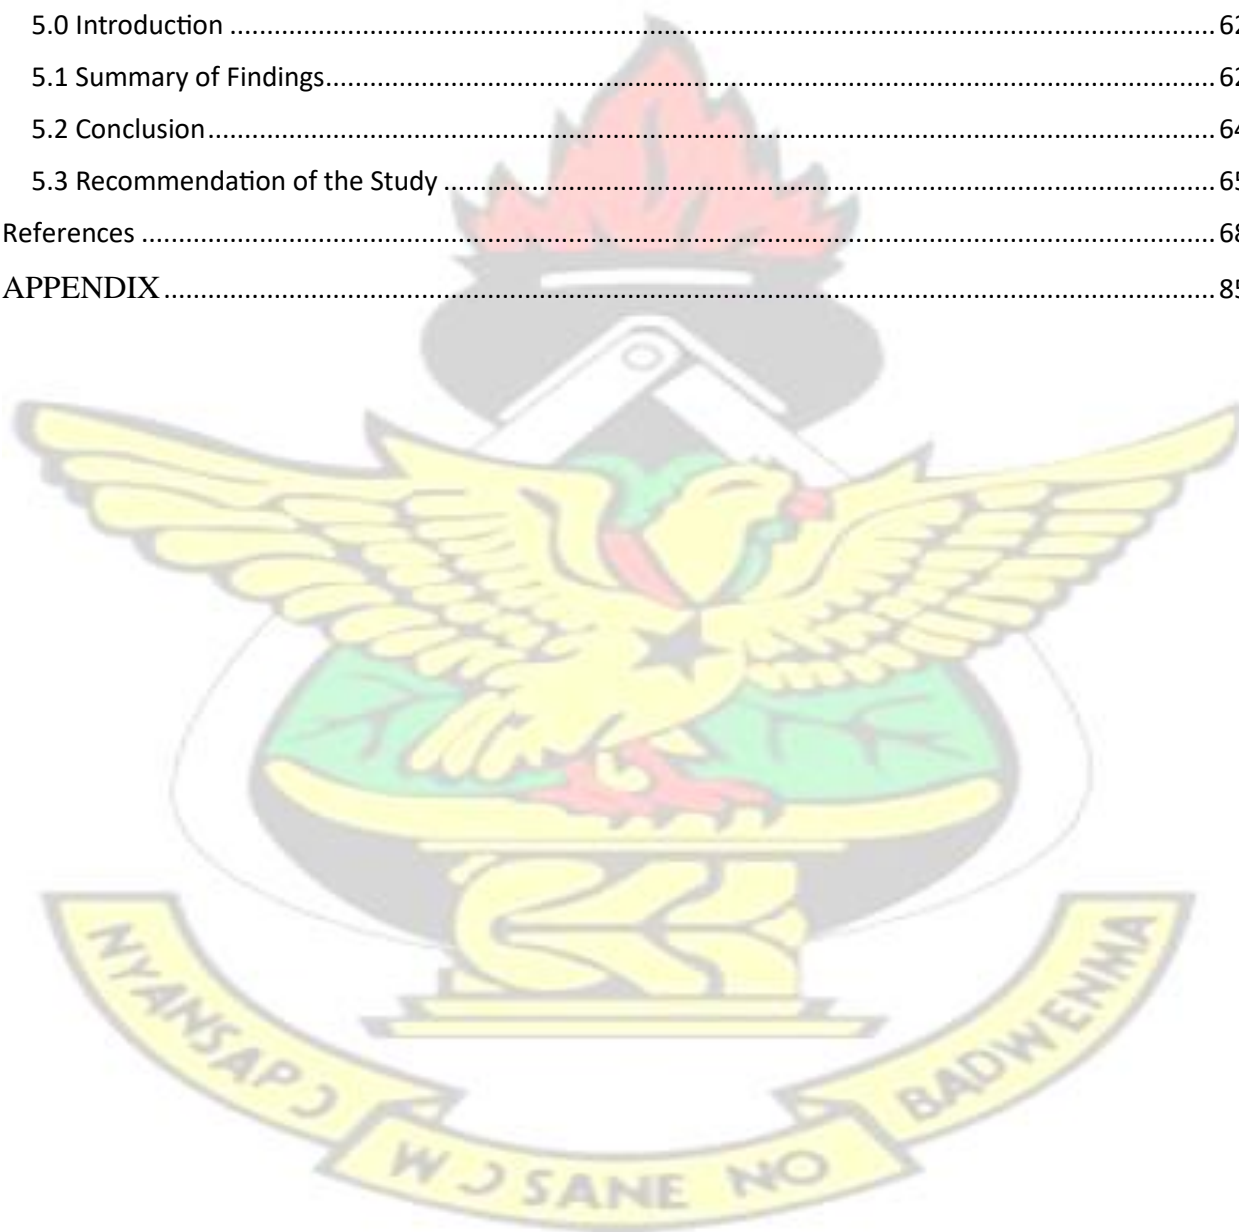 5.0 Introduction ........................................................................ 62
5.1 Summary of Findings ........................................................................ 62
5.2 Conclusion ........................................................................ 64
5.3 Recommendation of the Study ........................................................................ 65
References ........................................................................ 68
APPENDIX ........................................................................ 85
NYANSAPƆ
WƆSANE NO
BADWENMA